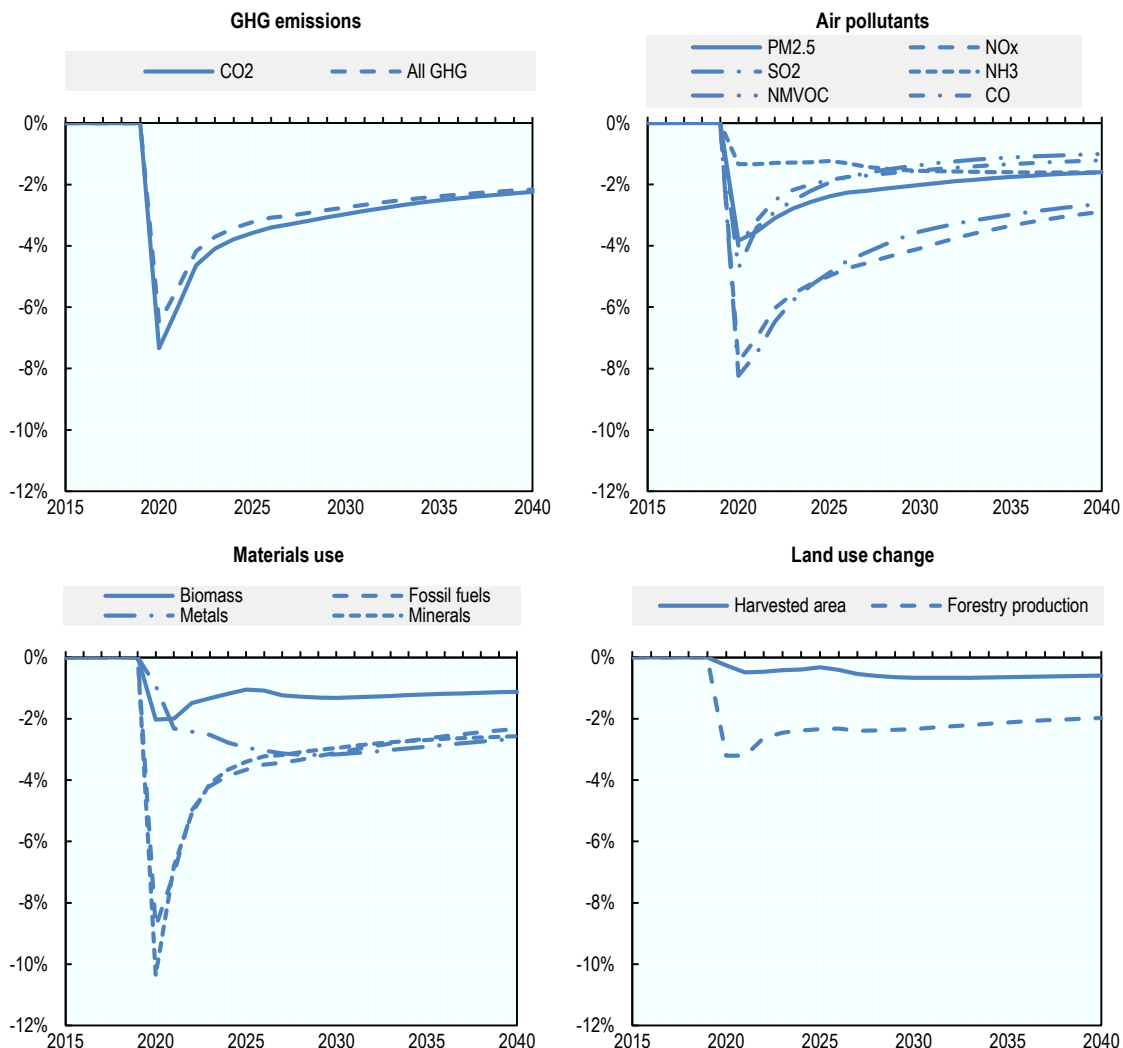 GHG emissions
CO2 All GHG
0%
-2%
-4%
-6%
-8%
-10%
-12%
2015 2020 2025 2030 2035 2040
Air pollutants
PM2.5 NOx
SO2 NH3
NMVOC CO
0%
-2%
-4%
-6%
-8%
-10%
-12%
2015 2020 2025 2030 2035 2040
Materials use
Biomass Fossil fuels
Metals Minerals
0%
-2%
-4%
-6%
-8%
-10%
-12%
2015 2020 2025 2030 2035 2040
Land use change
Harvested area Forestry production
0%
-2%
-4%
-6%
-8%
-10%
-12%
2015 2020 2025 2030 2035 2040